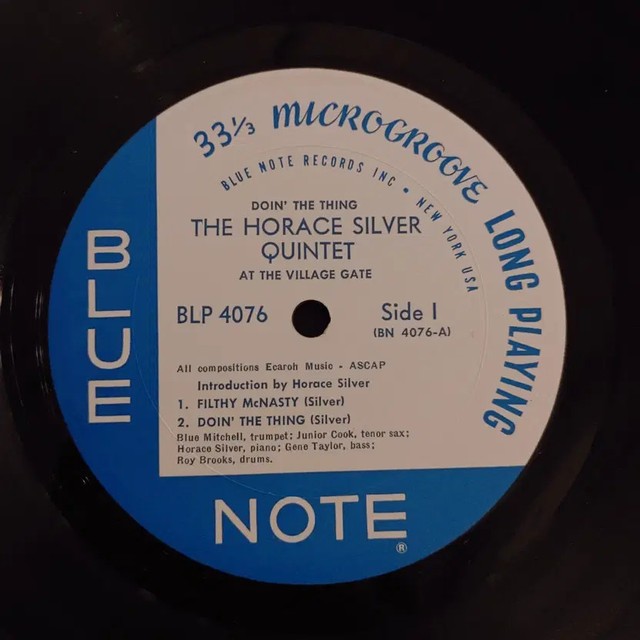 33⅓ MICROGROOVE LONG PLAYING
BLUE NOTE RECORDS INC • NEW YORK USA
DOIN' THE THING
THE HORACE SILVER
QUINTET
AT THE VILLAGE GATE
BLP 4076
Side 1
(BN 4076-A)
All compositions Ecaroh Music - ASCAP
Introduction by Horace Silver
1. FILTHY McNASTY (Silver)
2. DOIN' THE THING (Silver)
Blue Mitchell, trumpet; Junior Cook, tenor sax;
Horace Silver, piano; Gene Taylor, bass;
Roy Brooks, drums.
BLUE
NOTE®